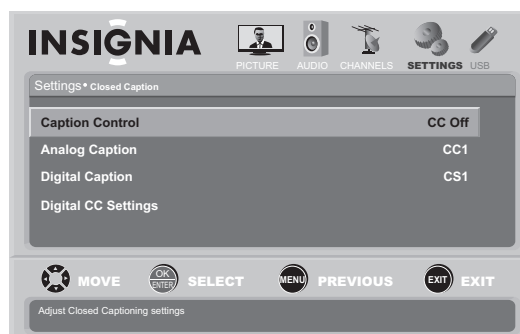 INSIGNIA
PICTURE AUDIO CHANNELS SETTINGS USB
Settings• Closed Caption
Caption Control CC Off
Analog Caption CC1
Digital Caption CS1
Digital CC Settings
MOVE OK ENTER SELECT MENU PREVIOUS EXIT EXIT
Adjust Closed Captioning settings